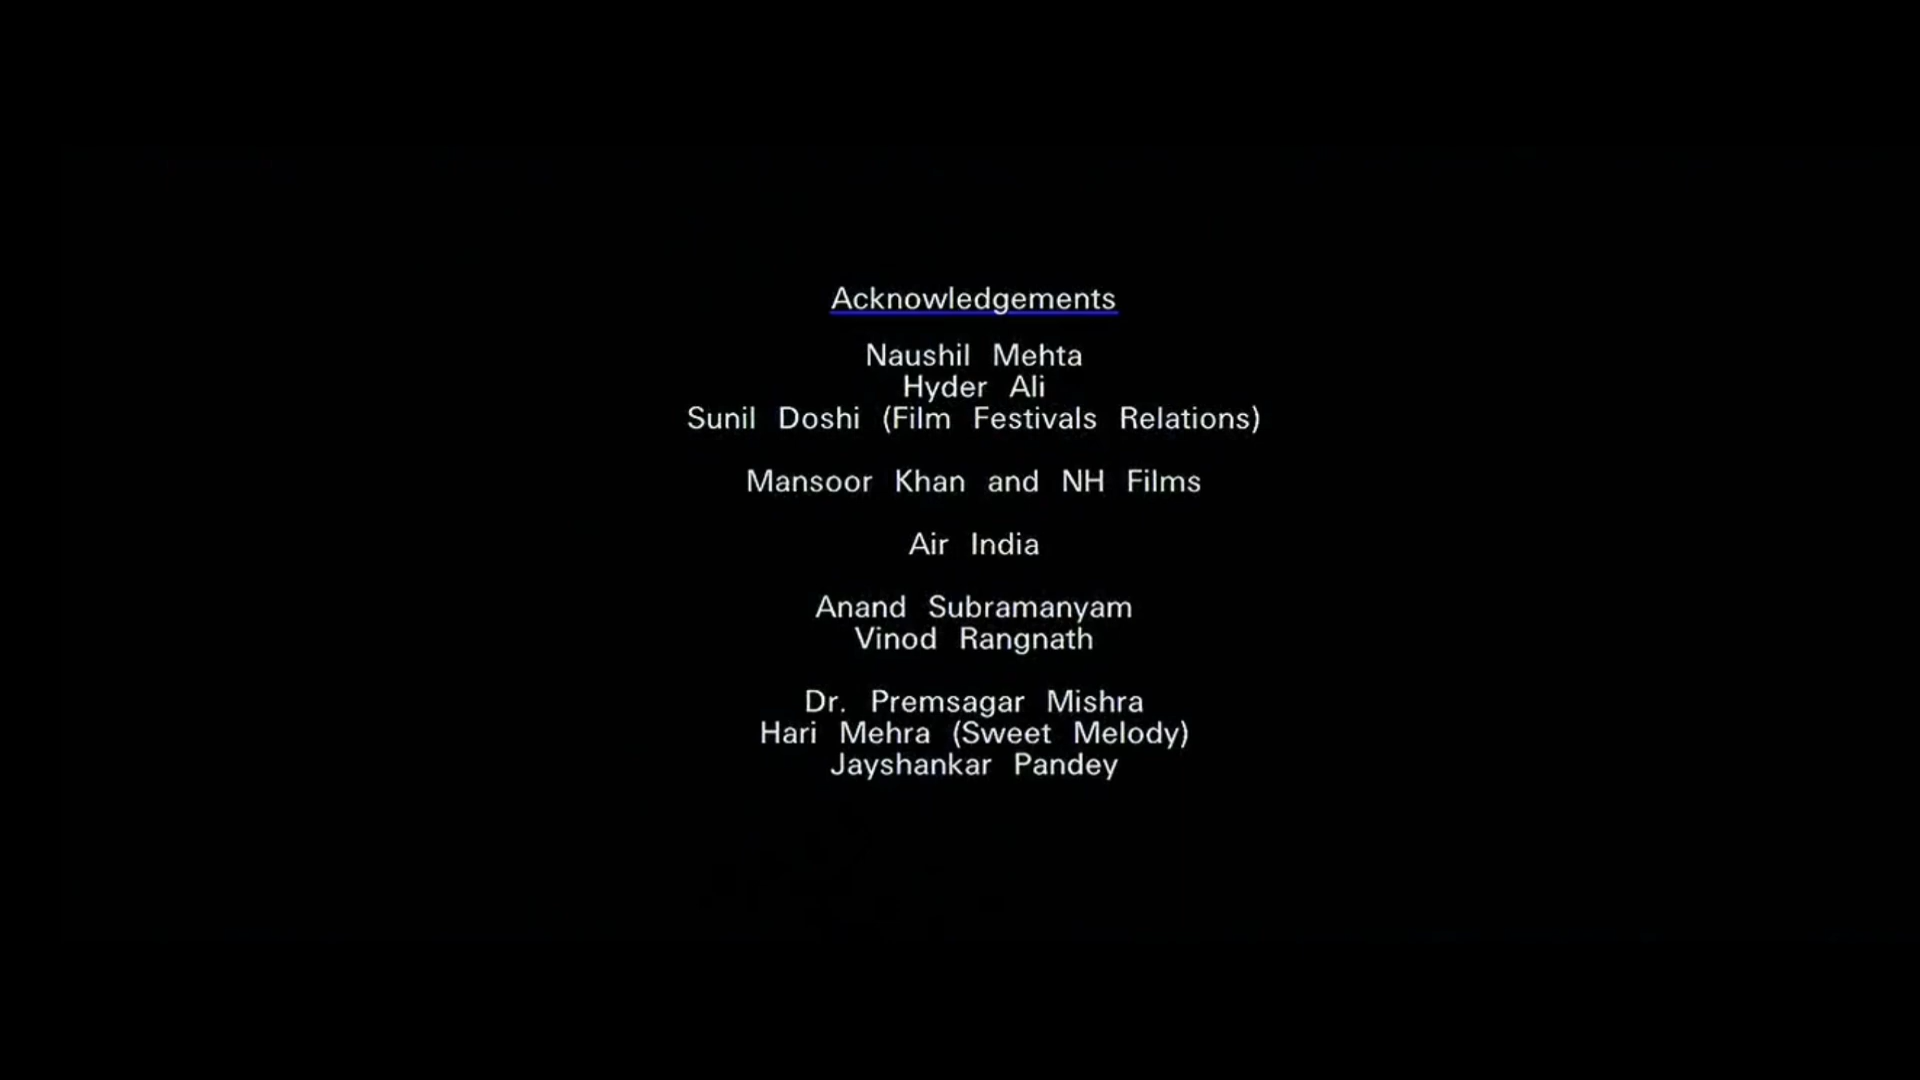 Acknowledgements
Naushil Mehta
Hyder Ali
Sunil Doshi (Film Festivals Relations)
Mansoor Khan and NH Films
Air India
Anand Subramanyam
Vinod Rangnath
Dr. Premsagar Mishra
Hari Mehra (Sweet Melody)
Jayshankar Pandey